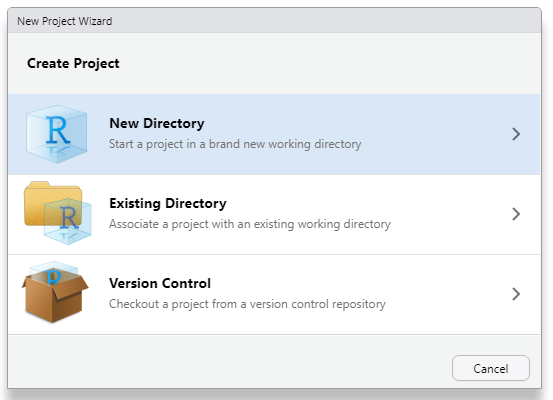 New Project Wizard
Create Project
R
New Directory
Start a project in a brand new working directory
R
Existing Directory
Associate a project with an existing working directory
R
Version Control
Checkout a project from a version control repository
Cancel